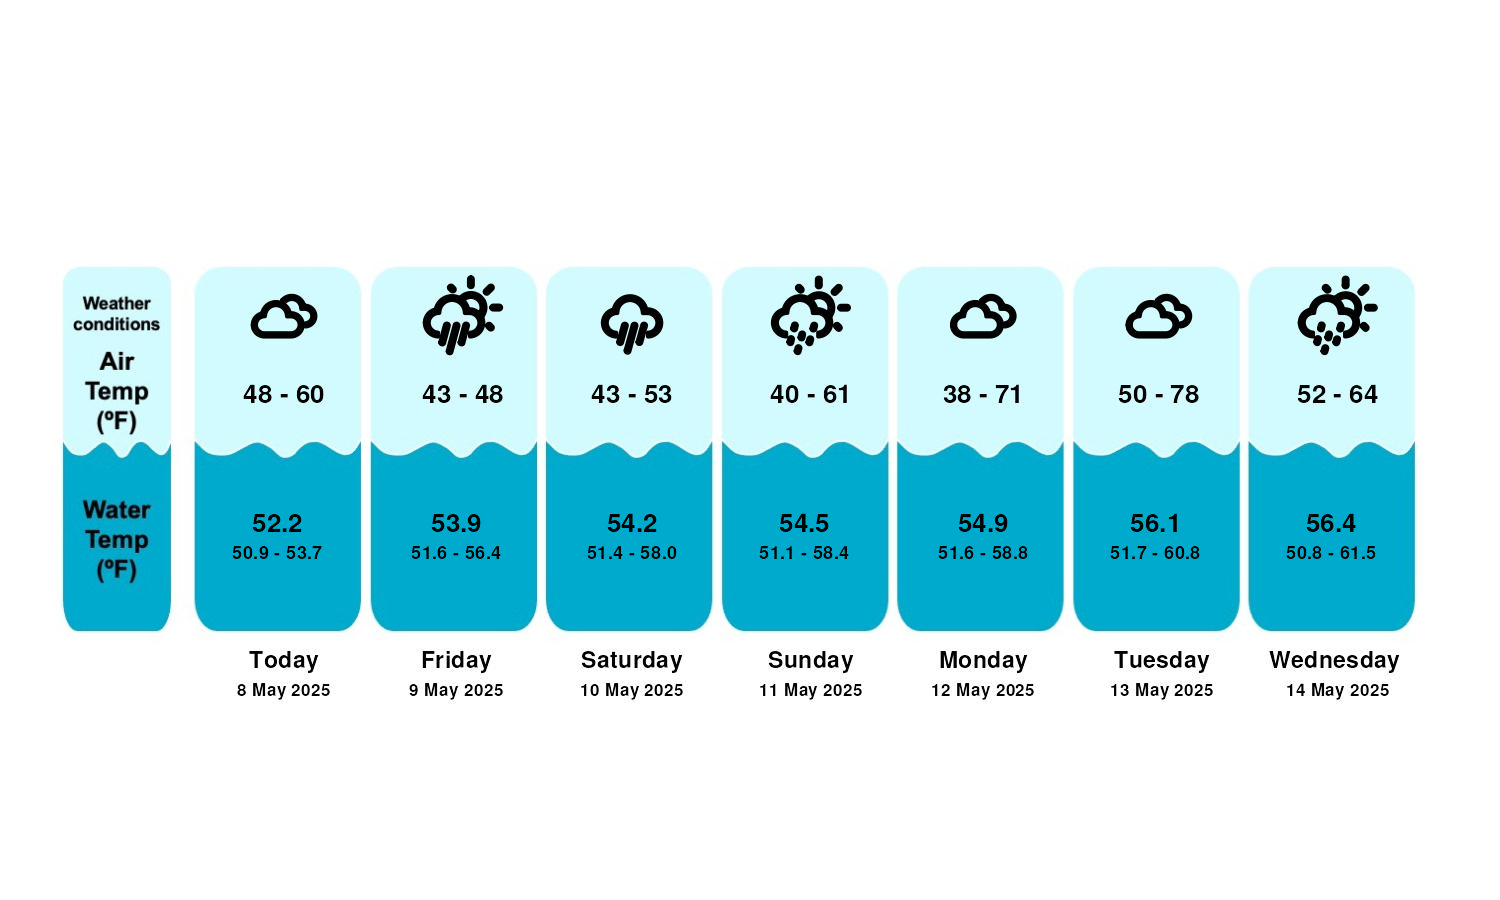 Weather
conditions
Air
Temp
(ºF)
Water
Temp
(ºF)
48 - 60
52.2
50.9 - 53.7
Today
8 May 2025
43 - 48
53.9
51.6 - 56.4
Friday
9 May 2025
43 - 53
54.2
51.4 - 58.0
Saturday
10 May 2025
40 - 61
54.5
51.1 - 58.4
Sunday
11 May 2025
38 - 71
54.9
51.6 - 58.8
Monday
12 May 2025
50 - 78
56.1
51.7 - 60.8
Tuesday
13 May 2025
52 - 64
56.4
50.8 - 61.5
Wednesday
14 May 2025